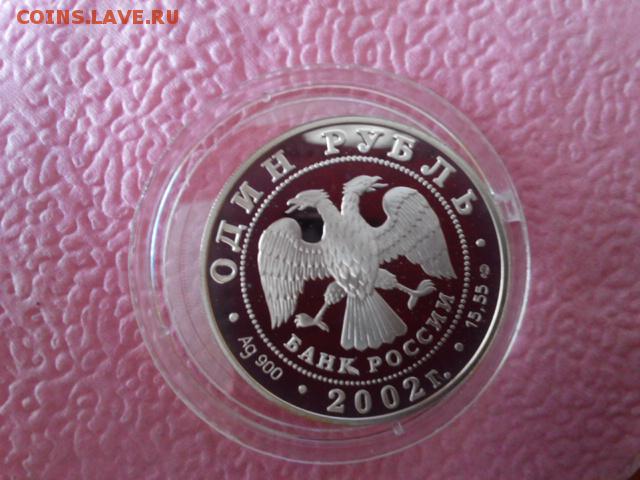 COINS.LAVE.RU
ОДИН РУБЛЬ
БАНК РОССИИ
Ag 900 • 2002 г. • 15,55